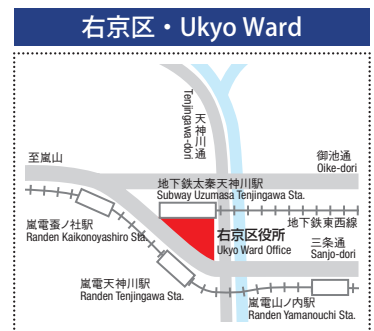 右京区・Ukyo Ward
天神川通
Tenjingawa-dori
至嵐山
御池通
Oike-dori
地下鉄太秦天神川駅
Subway Uzumasa Tenjingawa Sta.
嵐電蚕ノ社駅
Randen Kaikonoyashiro Sta.
地下鉄東西線
右京区役所
Ukyo Ward Office
三条通
Sanjo-dori
嵐電天神川駅
Randen Tenjingawa Sta.
嵐電山ノ内駅
Randen Yamanouchi Sta.